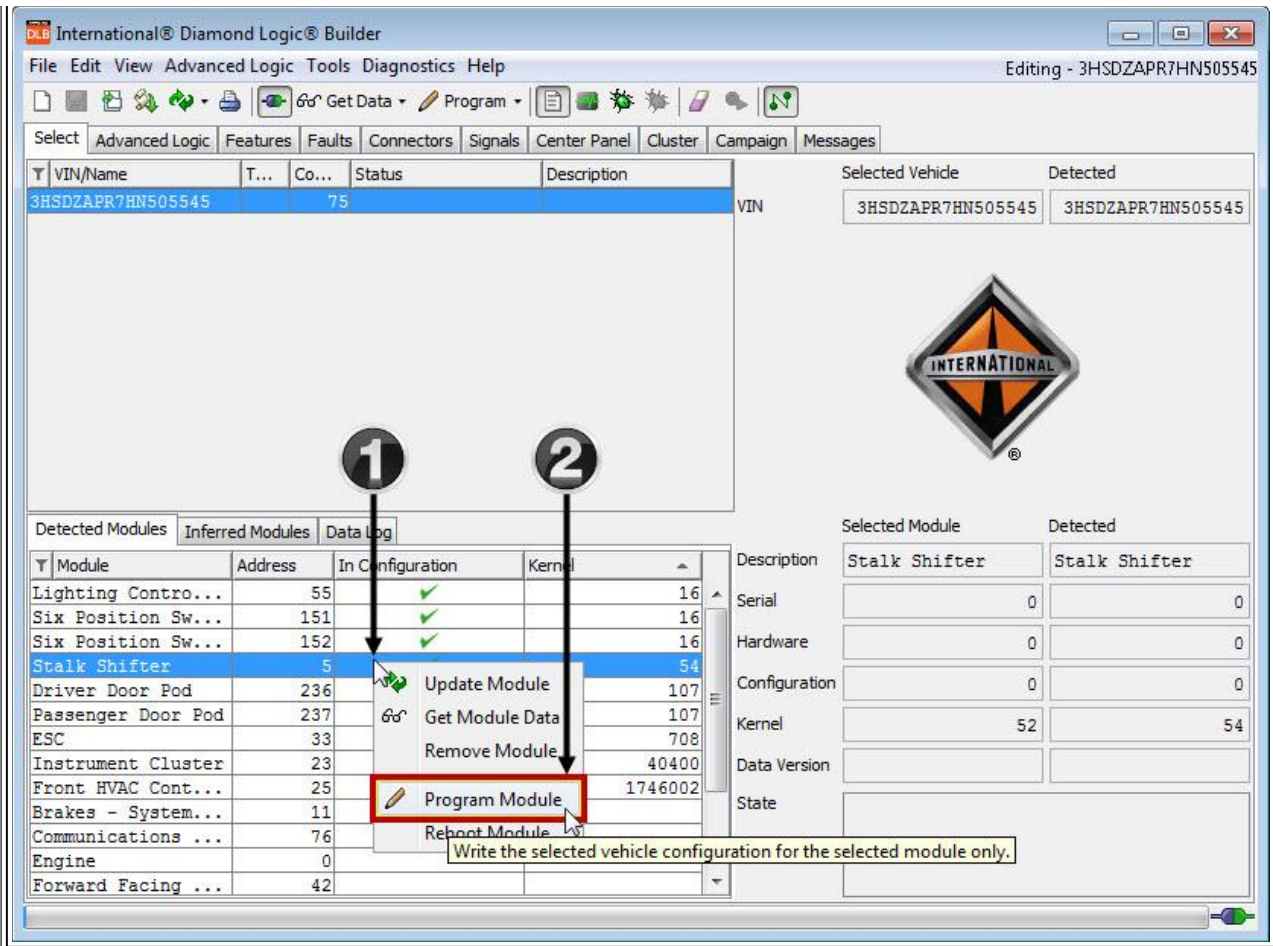 DLB International® Diamond Logic® Builder
File Edit View Advanced Logic Tools Diagnostics Help Editing - 3HSDZAPR7HN505545
Get Data Program
Select Advanced Logic Features Faults Connectors Signals Center Panel Cluster Campaign Messages
VIN/Name T... Co... Status Description
3HSDZAPR7HN505545 75
Selected Vehicle Detected
VIN 3HSDZAPR7HN505545 3HSDZAPR7HN505545
INTERNATIONAL
®
1 2
Detected Modules Inferred Modules Data Log
Module Address In Configuration Kernel
Lighting Contro... 55 16
Six Position Sw... 151 16
Six Position Sw... 152 16
Stalk Shifter 5 54
Driver Door Pod 236 107
Passenger Door Pod 237 107
ESC 33 708
Instrument Cluster 23 40400
Front HVAC Cont... 25 1746002
Brakes - System... 11
Communications ... 76
Engine 0
Forward Facing ... 42
Update Module
Get Module Data
Remove Module
Program Module
Reboot Module
Write the selected vehicle configuration for the selected module only.
Selected Module Detected
Description Stalk Shifter Stalk Shifter
Serial 0 0
Hardware 0 0
Configuration 0 0
Kernel 52 54
Data Version
State